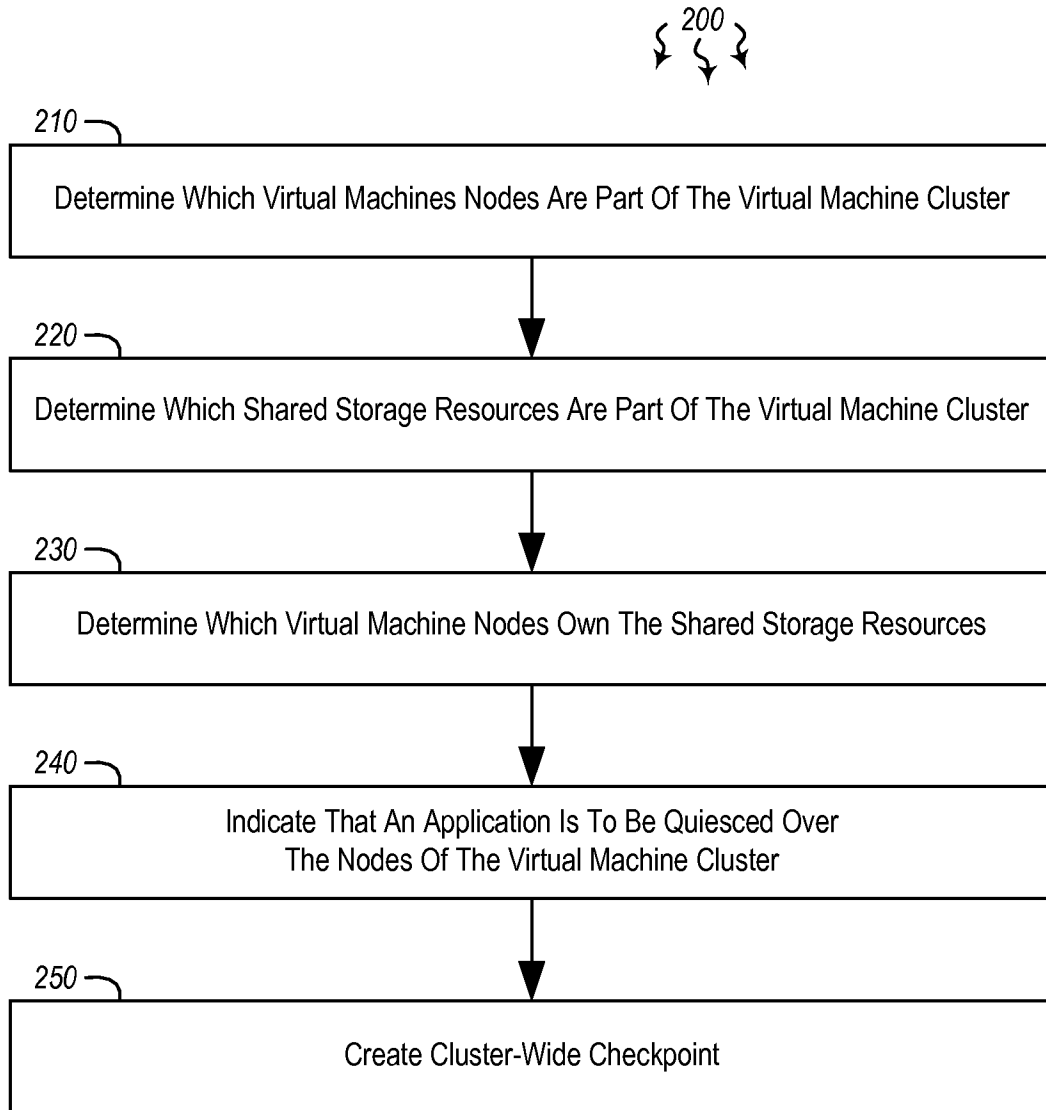 200
210
Determine Which Virtual Machines Nodes Are Part Of The Virtual Machine Cluster
220
Determine Which Shared Storage Resources Are Part Of The Virtual Machine Cluster
230
Determine Which Virtual Machine Nodes Own The Shared Storage Resources
240
Indicate That An Application Is To Be Quiesced Over
The Nodes Of The Virtual Machine Cluster
250
Create Cluster-Wide Checkpoint